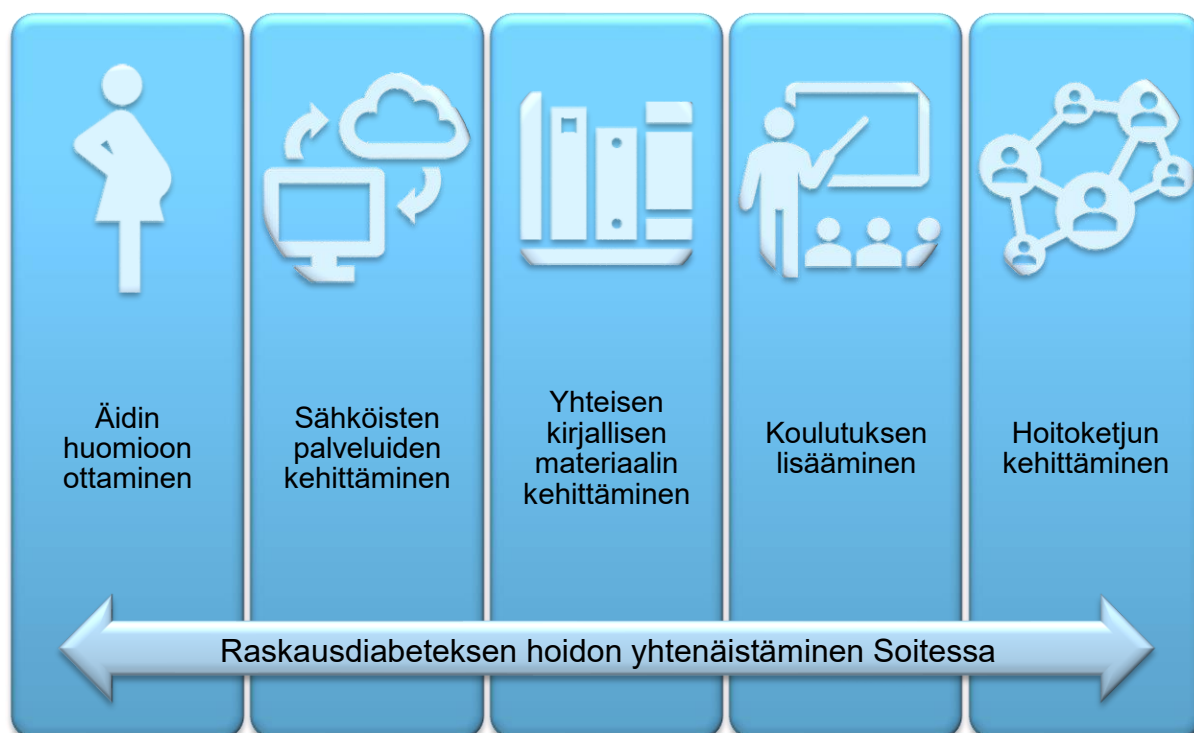 Äidin
huomioon
ottaminen
Sähköisten
palveluiden
kehittäminen
Yhteisen
kirjallisen
materiaalin
kehittäminen
Koulutuksen
lisääminen
Hoitoketjun
kehittäminen
Raskausdiabeteksen hoidon yhtenäistäminen Soitessa